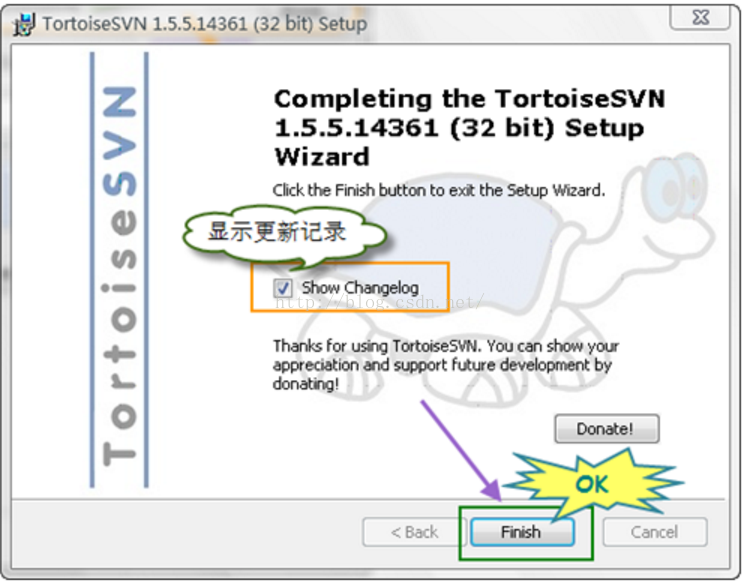 TortoiseSVN 1.5.5.14361 (32 bit) Setup
TortoiseSVN
Completing the TortoiseSVN
1.5.5.14361 (32 bit) Setup
Wizard
Click the Finish button to exit the Setup Wizard.
显示更新记录
Show Changelog
http://blog.csdn.net/
Thanks for using TortoiseSVN. You can show your
appreciation and support future development by
donating!
Donate!
OK
< Back
Finish
Cancel